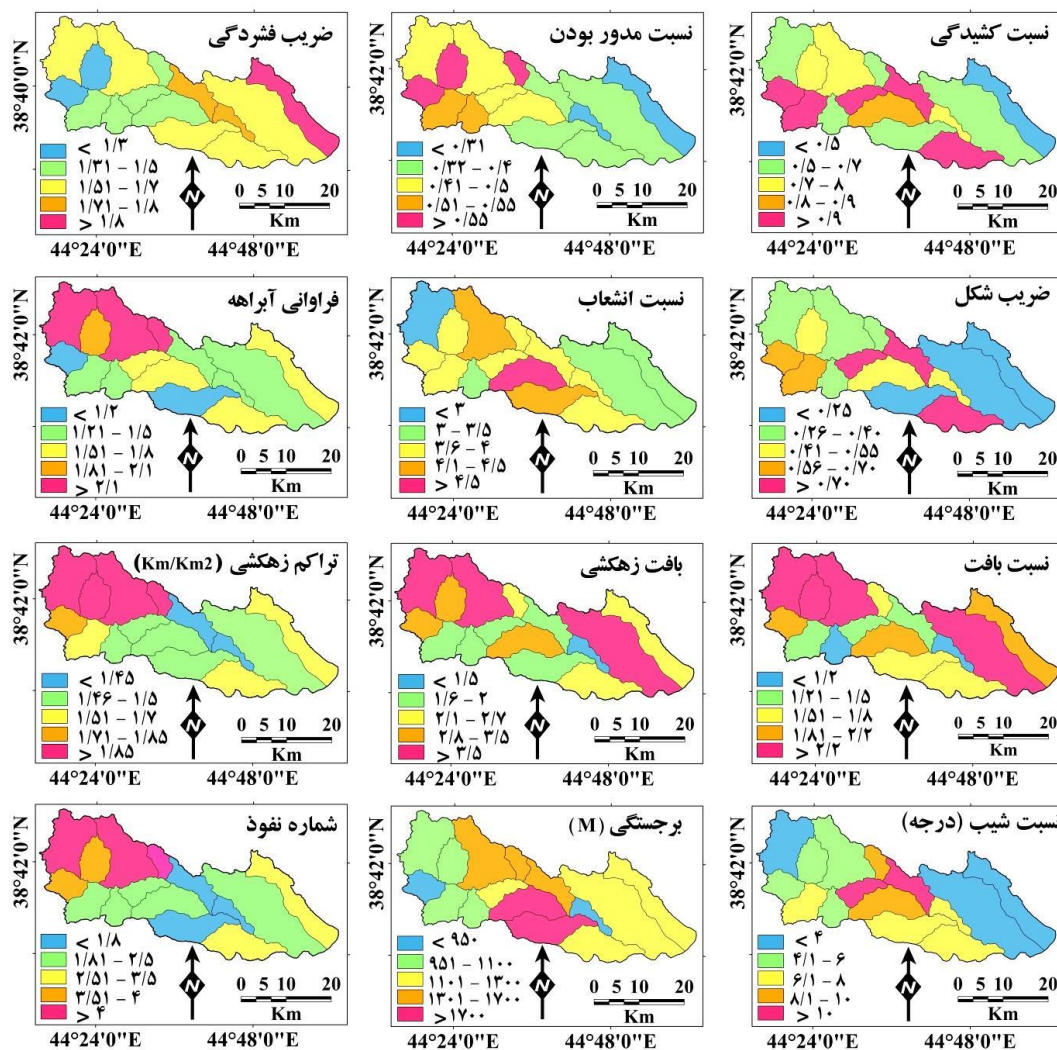 نسبت کشیدگی
38°42'0"N
< ۰/۵
۰/۵ - ۰/۷
۰/۷ - ۸
۰/۸ - ۰/۹
> ۰/۹
N
0 5 10 20
Km
44°24'0"E 44°48'0"E
نسبت مدور بودن
38°42'0"N
< ۰/۳۱
۰/۳۲ - ۰/۴
۰/۴۱ - ۰/۵
۰/۵۱ - ۰/۵۵
> ۰/۵۵
N
0 5 10 20
Km
44°24'0"E 44°48'0"E
ضریب فشردگی
38°40'0"N
< ۱/۳
۱/۳۱ - ۱/۵
۱/۵۱ - ۱/۷
۱/۷۱ - ۱/۸
> ۱/۸
N
0 5 10 20
Km
44°24'0"E 44°48'0"E
ضریب شکل
38°42'0"N
< ۰/۲۵
۰/۲۶ - ۰/۴۰
۰/۴۱ - ۰/۵۵
۰/۵۶ - ۰/۷۰
> ۰/۷۰
N
0 5 10 20
Km
44°24'0"E 44°48'0"E
نسبت انشعاب
38°42'0"N
< ۳
۳ - ۳/۵
۳/۶ - ۴
۴/۱ - ۴/۵
> ۴/۵
N
0 5 10 20
Km
44°24'0"E 44°48'0"E
فراوانی آبراهه
38°42'0"N
< ۱/۲
۱/۲۱ - ۱/۵
۱/۵۱ - ۱/۸
۱/۸۱ - ۲/۱
> ۲/۱
N
0 5 10 20
Km
44°24'0"E 44°48'0"E
نسبت بافت
38°42'0"N
< ۱/۲
۱/۲۱ - ۱/۵
۱/۵۱ - ۱/۸
۱/۸۱ - ۲/۲
> ۲/۲
N
0 5 10 20
Km
44°24'0"E 44°48'0"E
بافت زهکشی
38°42'0"N
< ۱/۵
۱/۶ - ۲
۲/۱ - ۲/۷
۲/۸ - ۳/۵
> ۳/۵
N
0 5 10 20
Km
44°24'0"E 44°48'0"E
تراکم زهکشی (Km/Km2)
38°42'0"N
< ۱/۴۵
۱/۴۶ - ۱/۵
۱/۵۱ - ۱/۷
۱/۷۱ - ۱/۸۵
> ۱/۸۵
N
0 5 10 20
Km
44°24'0"E 44°48'0"E
نسبت شیب (درجه)
38°42'0"N
< ۴
۴/۱ - ۶
۶/۱ - ۸
۸/۱ - ۱۰
> ۱۰
N
0 5 10 20
Km
44°24'0"E 44°48'0"E
برجستگی (M)
38°42'0"N
< ۹۵۰
۹۵۱ - ۱۱۰۰
۱۱۰۱ - ۱۳۰۰
۱۳۰۱ - ۱۷۰۰
> ۱۷۰۰
N
0 5 10 20
Km
44°24'0"E 44°48'0"E
شماره نفوذ
38°42'0"N
< ۱/۸
۱/۸۱ - ۲/۵
۲/۵۱ - ۳/۵
۳/۵۱ - ۴
> ۴
N
0 5 10 20
Km
44°24'0"E 44°48'0"E